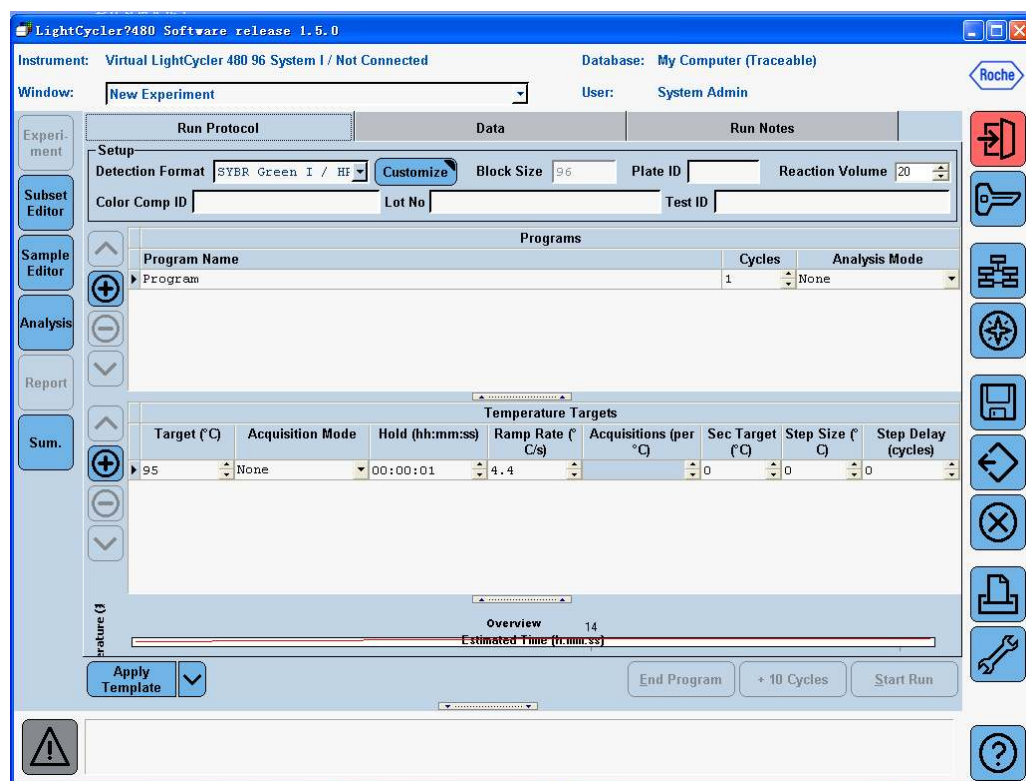 LightCycler?480 Software release 1.5.0
Instrument: Virtual LightCycler 480 96 System I / Not Connected Database: My Computer (Traceable)
Window: New Experiment User: System Admin
Roche
Experi-
ment
Subset
Editor
Sample
Editor
Analysis
Report
Sum.
Run Protocol Data Run Notes
Setup
Detection Format SYBR Green I / HF Customize Block Size 96 Plate ID Reaction Volume 20
Color Comp ID Lot No Test ID
Programs
Program Name Cycles Analysis Mode
Program 1 None
Temperature Targets
Target (°C) Acquisition Mode Hold (hh:mm:ss) Ramp Rate (° C/s) Acquisitions (per °C) Sec Target (°C) Step Size (° C) Step Delay (cycles)
95 None 00:00:01 4.4 0 0 0
Overview
14
Estimated Time (h:mm:ss)
Apply
Template
End Program + 10 Cycles Start Run